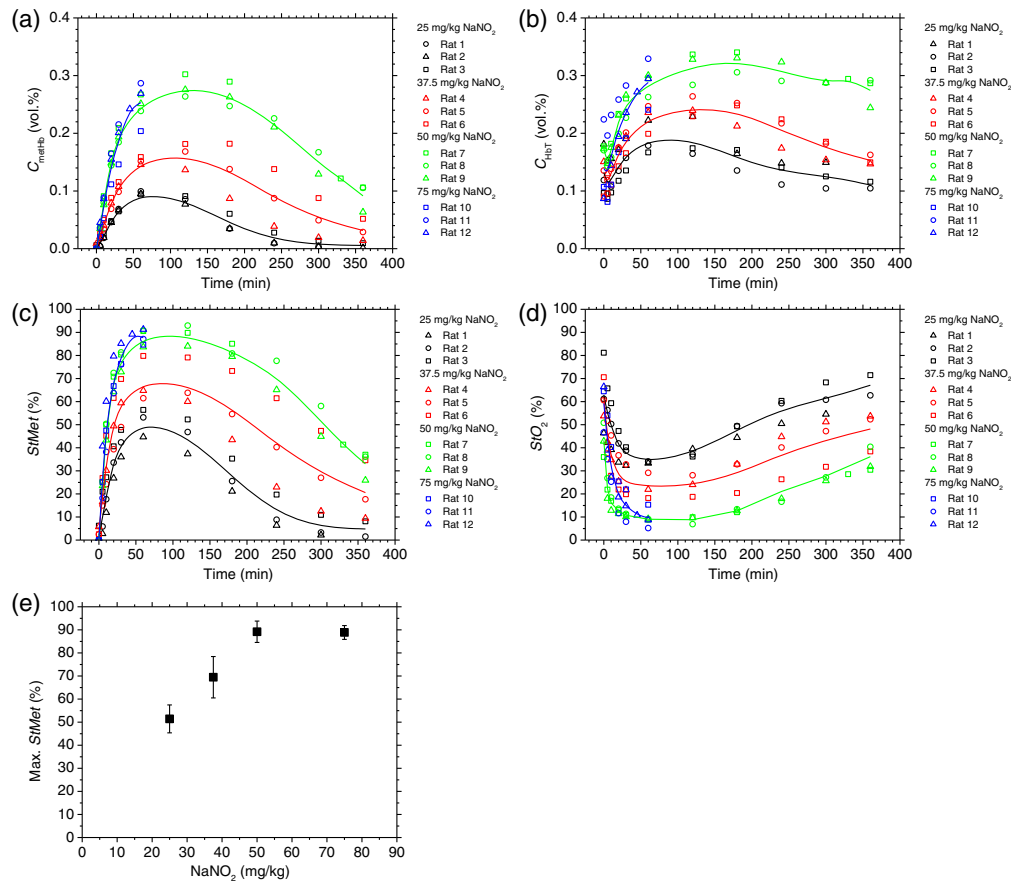 (a)
C_metHb (vol.%)
0.4
0.3
0.2
0.1
0.0
0 50 100 150 200 250 300 350 400
Time (min)
25 mg/kg NaNO₂
Rat 1
Rat 2
Rat 3
37.5 mg/kg NaNO₂
Rat 4
Rat 5
Rat 6
50 mg/kg NaNO₂
Rat 7
Rat 8
Rat 9
75 mg/kg NaNO₂
Rat 10
Rat 11
Rat 12
(b)
C_HbT (vol.%)
0.4
0.3
0.2
0.1
0.0
0 50 100 150 200 250 300 350 400
Time (min)
25 mg/kg NaNO₂
Rat 1
Rat 2
Rat 3
37.5 mg/kg NaNO₂
Rat 4
Rat 5
Rat 6
50 mg/kg NaNO₂
Rat 7
Rat 8
Rat 9
75 mg/kg NaNO₂
Rat 10
Rat 11
Rat 12
(c)
StMet (%)
100
90
80
70
60
50
40
30
20
10
0
0 50 100 150 200 250 300 350 400
Time (min)
25 mg/kg NaNO₂
Rat 1
Rat 2
Rat 3
37.5 mg/kg NaNO₂
Rat 4
Rat 5
Rat 6
50 mg/kg NaNO₂
Rat 7
Rat 8
Rat 9
75 mg/kg NaNO₂
Rat 10
Rat 11
Rat 12
(d)
StO₂ (%)
100
90
80
70
60
50
40
30
20
10
0
0 50 100 150 200 250 300 350 400
Time (min)
25 mg/kg NaNO₂
Rat 1
Rat 2
Rat 3
37.5 mg/kg NaNO₂
Rat 4
Rat 5
Rat 6
50 mg/kg NaNO₂
Rat 7
Rat 8
Rat 9
75 mg/kg NaNO₂
Rat 10
Rat 11
Rat 12
(e)
Max. StMet (%)
100
90
80
70
60
50
40
30
20
10
0
0 10 20 30 40 50 60 70 80 90
NaNO₂ (mg/kg)